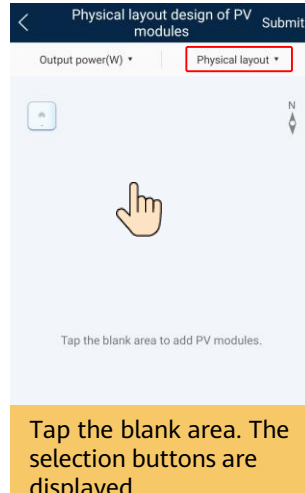 Physical layout design of PV
modules
Submit
Output power(W)
Physical layout
N
Tap the blank area to add PV modules.
Tap the blank area. The
selection buttons are
displayed